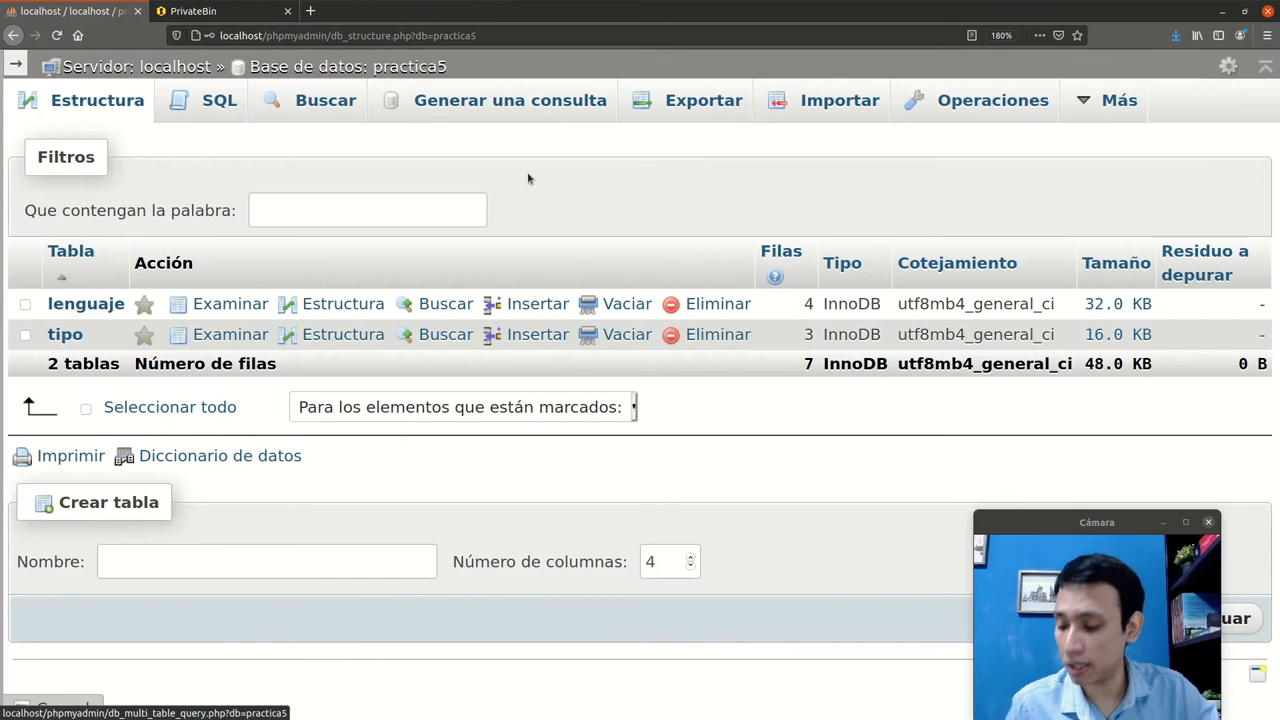 localhost / localhost / pr
PrivateBin
localhost/phpmyadmin/db_structure.php?db=practica5
180%
Servidor: localhost » Base de datos: practica5
Estructura SQL Buscar Generar una consulta Exportar Importar Operaciones Más
Filtros
Que contengan la palabra:
Tabla Acción Filas Tipo Cotejamiento Tamaño Residuo a depurar
lenguaje Examinar Estructura Buscar Insertar Vaciar Eliminar 4 InnoDB utf8mb4_general_ci 32.0 KB -
tipo Examinar Estructura Buscar Insertar Vaciar Eliminar 3 InnoDB utf8mb4_general_ci 16.0 KB -
2 tablas Número de filas 7 InnoDB utf8mb4_general_ci 48.0 KB 0 B
Seleccionar todo Para los elementos que están marcados:
Imprimir Diccionario de datos
Crear tabla
Nombre: Número de columnas: 4
Cámara
uar
localhost/phpmyadmin/db_multi_table_query.php?db=practica5